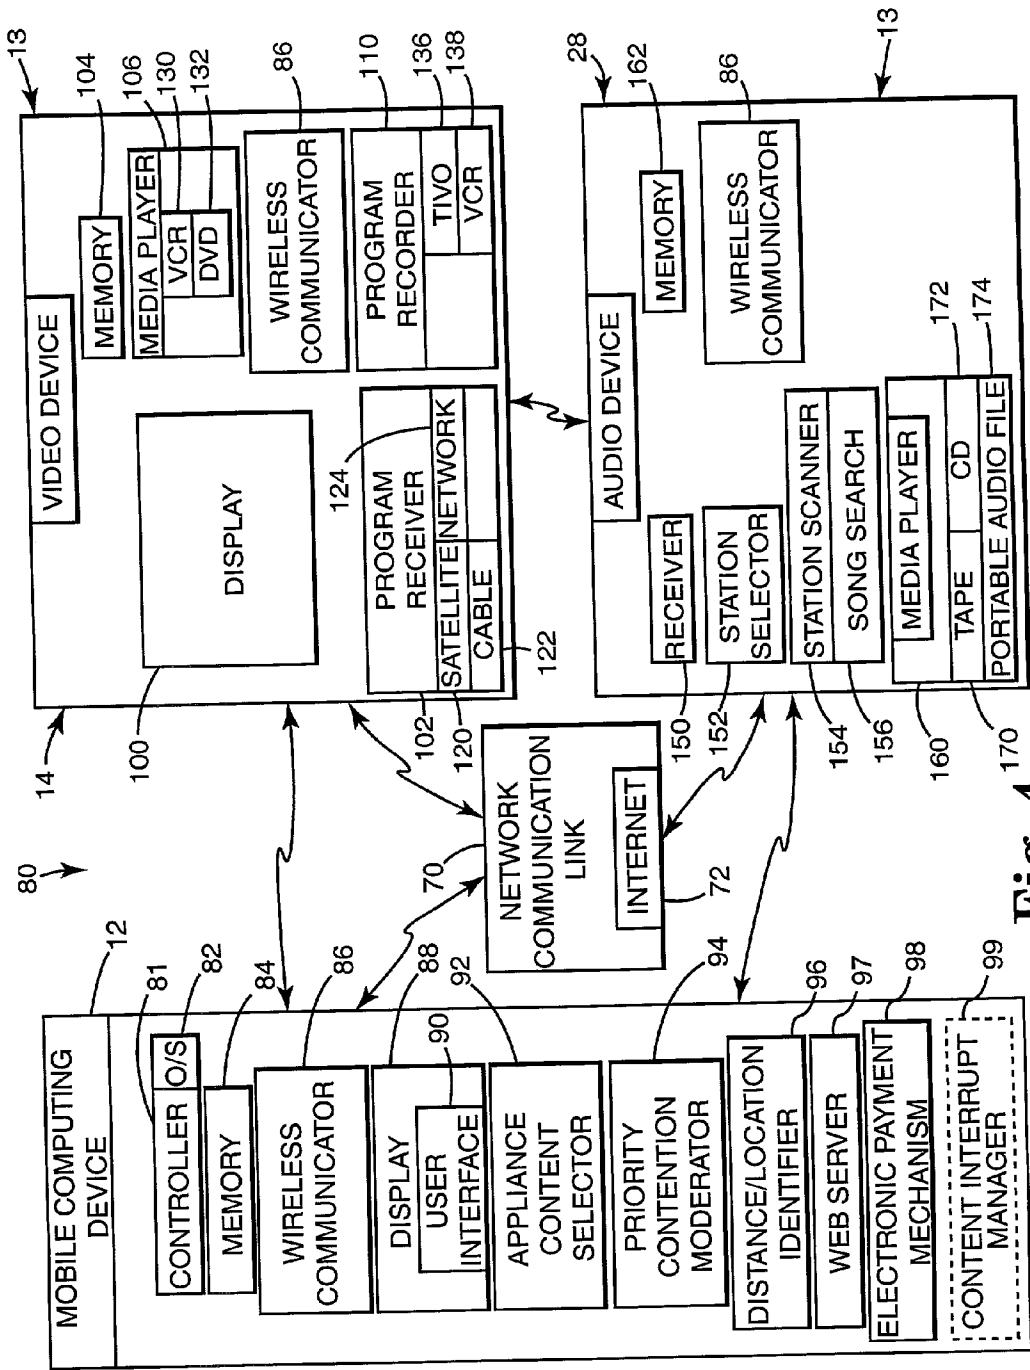 80
12
MOBILE COMPUTING
DEVICE
81
CONTROLLER
O/S
82
MEMORY
84
WIRELESS
COMMUNICATOR
86
DISPLAY
88
USER
INTERFACE
90
APPLIANCE
CONTENT
SELECTOR
92
PRIORITY
CONTENTION
MODERATOR
94
DISTANCE/LOCATION
IDENTIFIER
96
WEB SERVER
97
ELECTRONIC PAYMENT
MECHANISM
98
CONTENT INTERRUPT
MANAGER
99
70
NETWORK
COMMUNICATION
LINK
INTERNET
72
14
13
VIDEO DEVICE
DISPLAY
100
MEMORY
104
MEDIA PLAYER
106
VCR
130
DVD
132
WIRELESS
COMMUNICATOR
86
PROGRAM
RECEIVER
102
124
SATELLITE
NETWORK
120
CABLE
122
PROGRAM
RECORDER
110
TIVO
136
VCR
138
28
AUDIO DEVICE
RECEIVER
150
MEMORY
162
STATION
SELECTOR
152
WIRELESS
COMMUNICATOR
86
STATION SCANNER
154
SONG SEARCH
156
MEDIA PLAYER
160
TAPE
170
CD
172
PORTABLE AUDIO FILE
174
13
Fig. 4